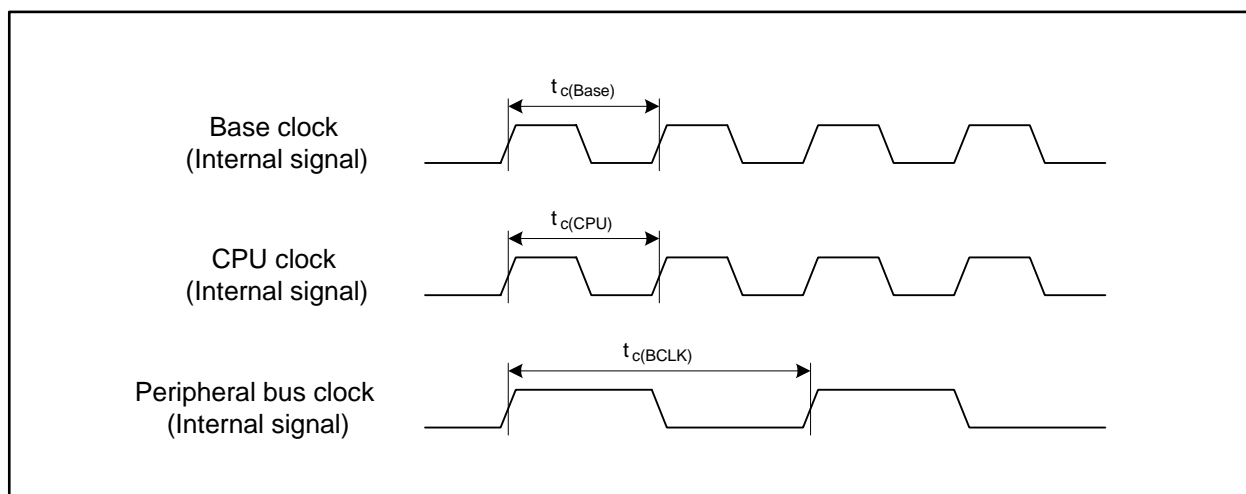 t c(Base)
Base clock
(Internal signal)
t c(CPU)
CPU clock
(Internal signal)
t c(BCLK)
Peripheral bus clock
(Internal signal)